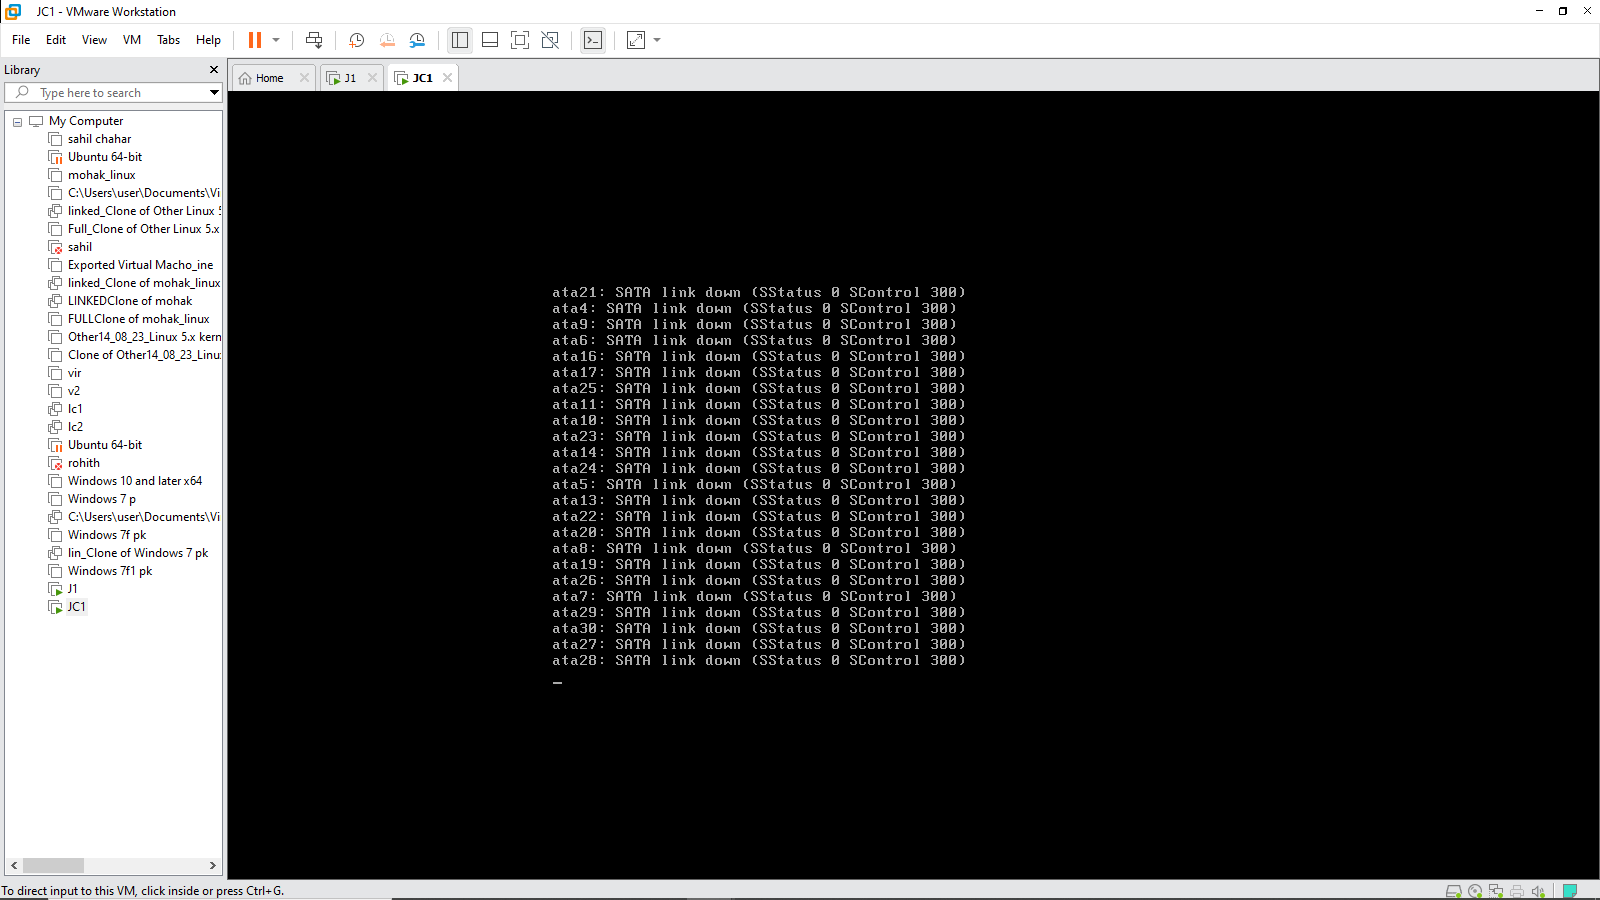 JC1 - VMware Workstation
File Edit View VM Tabs Help
Library
Type here to search
Home J1 JC1
My Computer
sahil chahar
Ubuntu 64-bit
mohak_linux
C:\Users\user\Documents\Vi
linked_Clone of Other Linux 5
Full_Clone of Other Linux 5.x
sahil
Exported Virtual Macho_ine
linked_Clone of mohak_linux
LINKEDClone of mohak
FULLClone of mohak_linux
Other14_08_23_Linux 5.x kern
Clone of Other14_08_23_Linu
vir
v2
lc1
lc2
Ubuntu 64-bit
rohith
Windows 10 and later x64
Windows 7 p
C:\Users\user\Documents\Vi
Windows 7f pk
lin_Clone of Windows 7 pk
Windows 7f1 pk
J1
JC1
ata21: SATA link down (SStatus 0 SControl 300)
ata4: SATA link down (SStatus 0 SControl 300)
ata9: SATA link down (SStatus 0 SControl 300)
ata6: SATA link down (SStatus 0 SControl 300)
ata16: SATA link down (SStatus 0 SControl 300)
ata17: SATA link down (SStatus 0 SControl 300)
ata25: SATA link down (SStatus 0 SControl 300)
ata11: SATA link down (SStatus 0 SControl 300)
ata10: SATA link down (SStatus 0 SControl 300)
ata23: SATA link down (SStatus 0 SControl 300)
ata14: SATA link down (SStatus 0 SControl 300)
ata24: SATA link down (SStatus 0 SControl 300)
ata5: SATA link down (SStatus 0 SControl 300)
ata13: SATA link down (SStatus 0 SControl 300)
ata22: SATA link down (SStatus 0 SControl 300)
ata20: SATA link down (SStatus 0 SControl 300)
ata8: SATA link down (SStatus 0 SControl 300)
ata19: SATA link down (SStatus 0 SControl 300)
ata26: SATA link down (SStatus 0 SControl 300)
ata7: SATA link down (SStatus 0 SControl 300)
ata29: SATA link down (SStatus 0 SControl 300)
ata30: SATA link down (SStatus 0 SControl 300)
ata27: SATA link down (SStatus 0 SControl 300)
ata28: SATA link down (SStatus 0 SControl 300)
To direct input to this VM, click inside or press Ctrl+G.